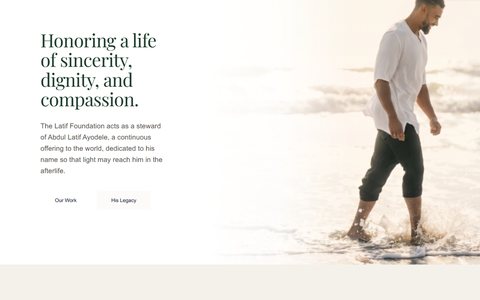 Honoring a life
of sincerity,
dignity, and
compassion.
The Latif Foundation acts as a steward
of Abdul Latif Ayodele, a continuous
offering to the world, dedicated to his
name so that light may reach him in the
afterlife.
Our Work
His Legacy